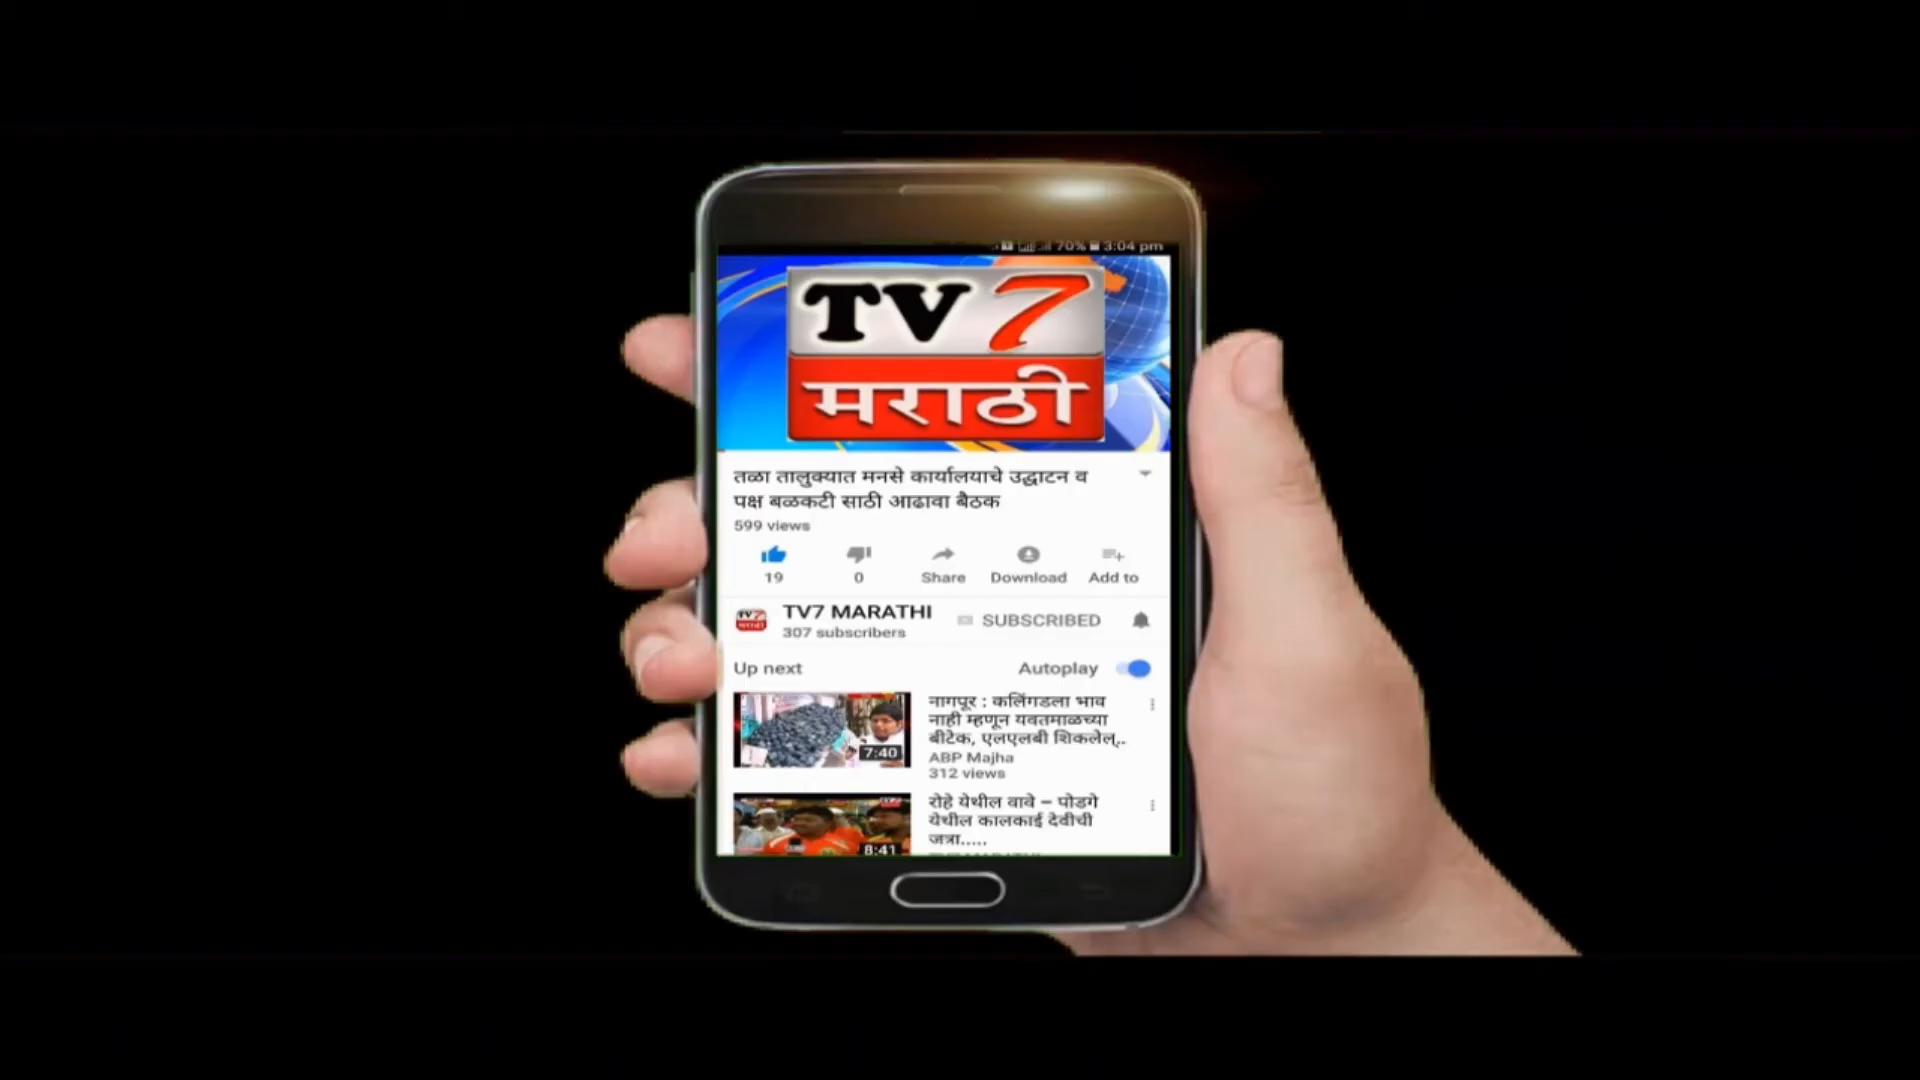 70% 3:04 pm
TV 7
मराठी
तळा तालुक्यात मनसे कार्यालयाचे उद्घाटन व
पक्ष बळकटी साठी आढावा बैठक
599 views
19
0
Share
Download
Add to
TV7 MARATHI
SUBSCRIBED
307 subscribers
Up next
Autoplay
नागपूर : कलिंगडला भाव
नाही म्हणून यवतमाळच्या
बीटेक, एलएलबी शिकलेल्..
ABP Majha
312 views
7:40
रोहे येथील वावे – पोडगे
येथील कालकाई देवीची
जत्रा.....
8:41